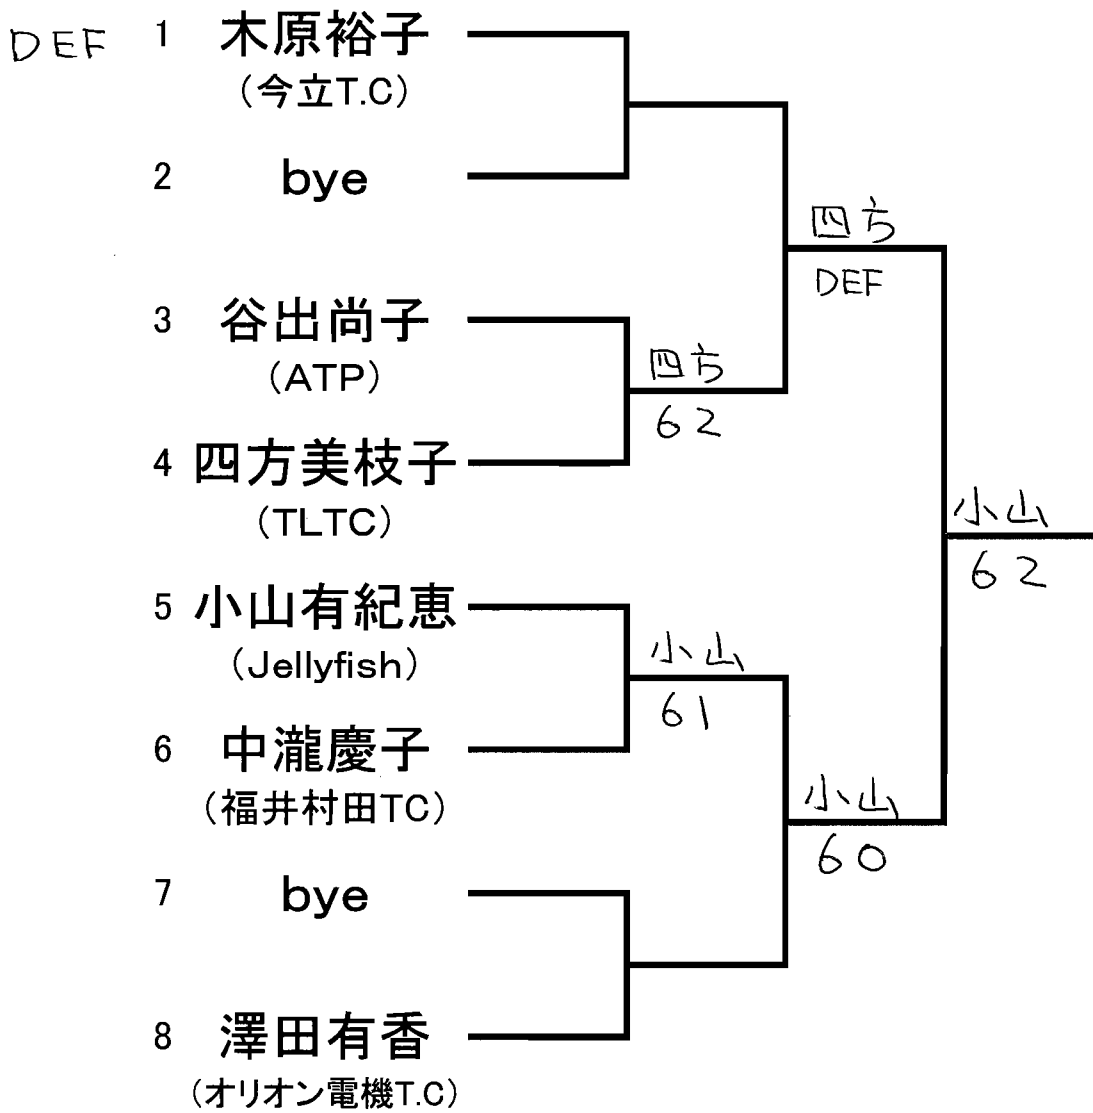 DEF 1 木原裕子
(今立T.C)
2 bye
四方
DEF
3 谷出尚子
(ATP)
四方
62
4 四方美枝子
(TLTC)
小山
62
5 小山有紀恵
(Jellyfish)
小山
61
6 中瀧慶子
(福井村田TC)
小山
60
7 bye
8 澤田有香
(オリオン電機T.C)